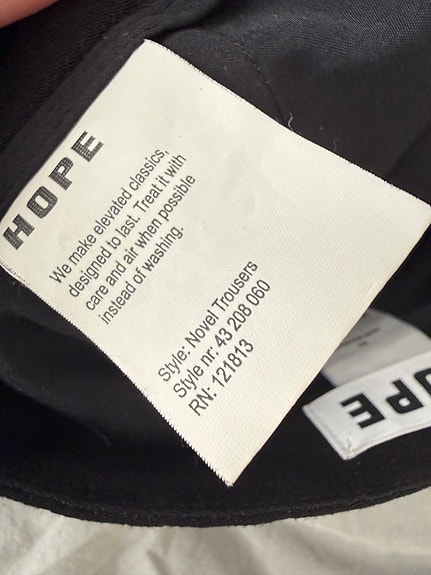 HOPE
We make elevated classics,
designed to last. Treat it with
care and air when possible
instead of washing.
Style: Novel Trousers
Style nr: 43 208 060
RN: 121813
OPE